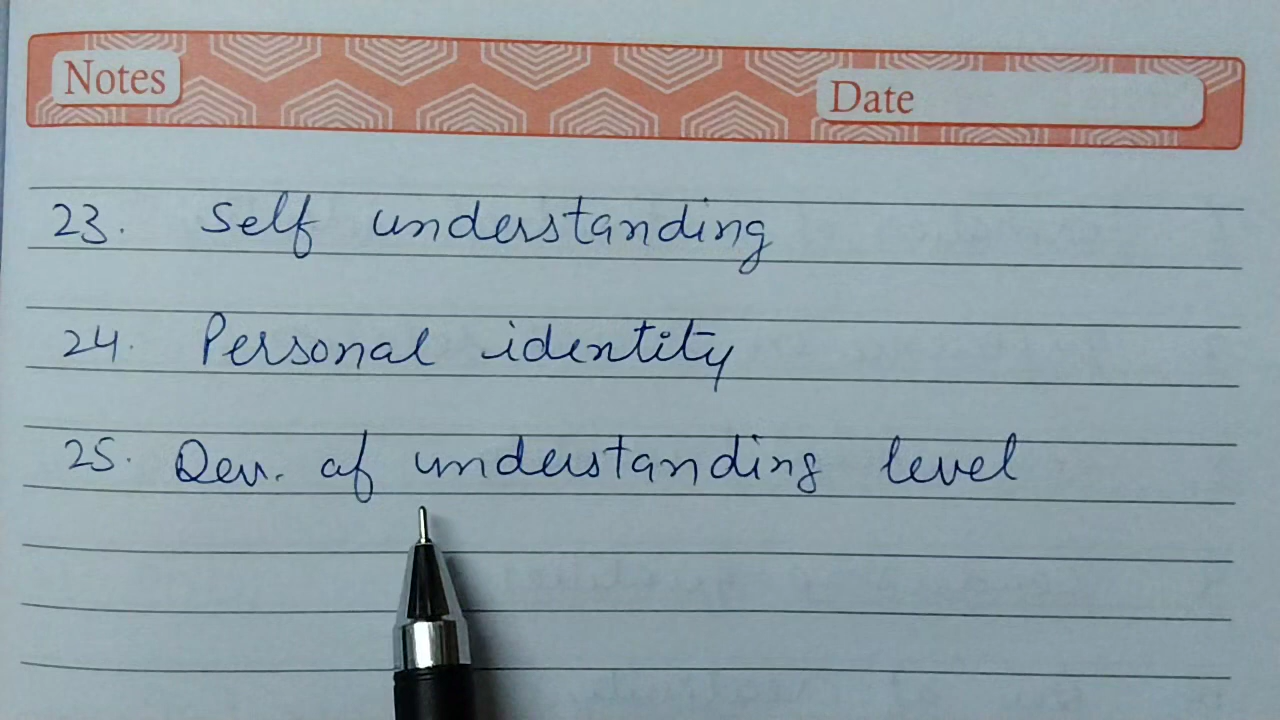 Notes
Date
23. Self understanding
24. Personal identity
25. Dev. of understanding level